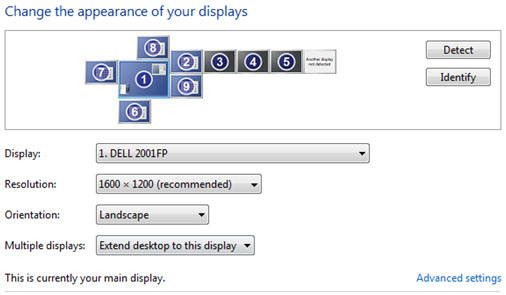 Change the appearance of your displays
8
7 1 2 3 4 5 Another display not detected
9
6
Detect
Identify
Display: 1. DELL 2001FP
Resolution: 1600 × 1200 (recommended)
Orientation: Landscape
Multiple displays: Extend desktop to this display
This is currently your main display. Advanced settings